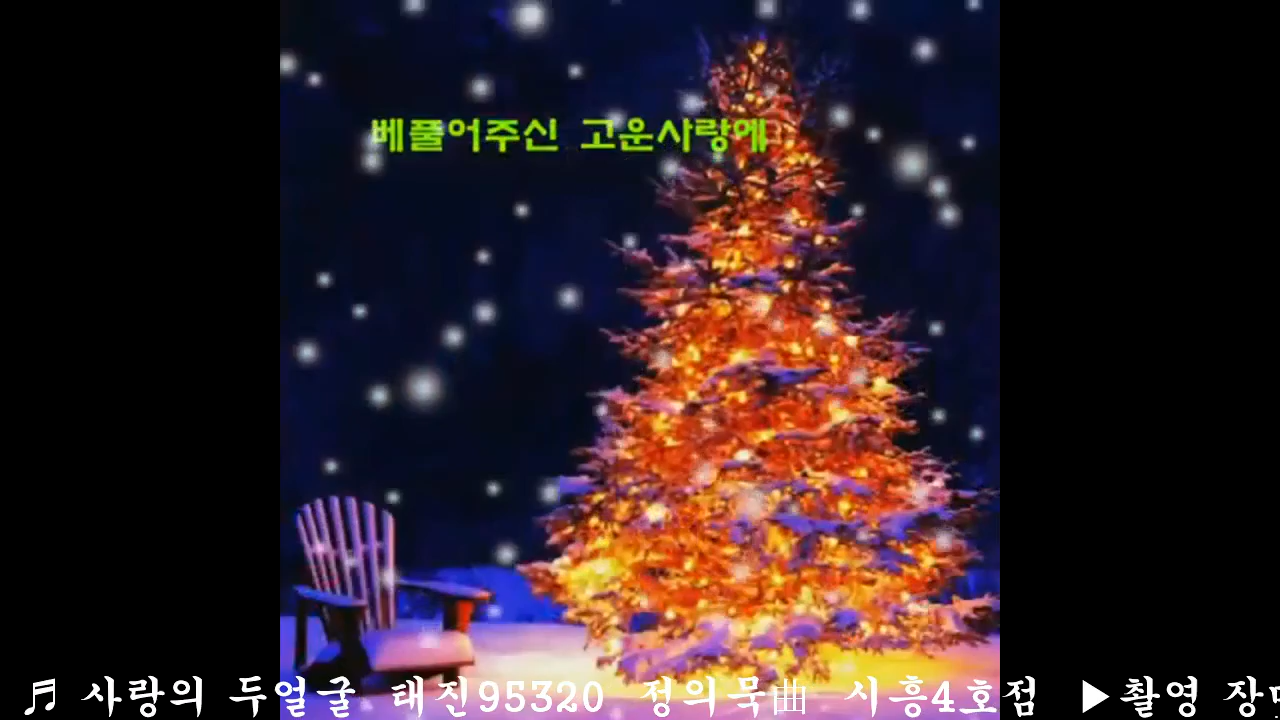 베풀어주신 고운사랑에
♬ 사랑의 두얼굴 태진95320 정의묵曲 시흥4호점 ▶촬영 장